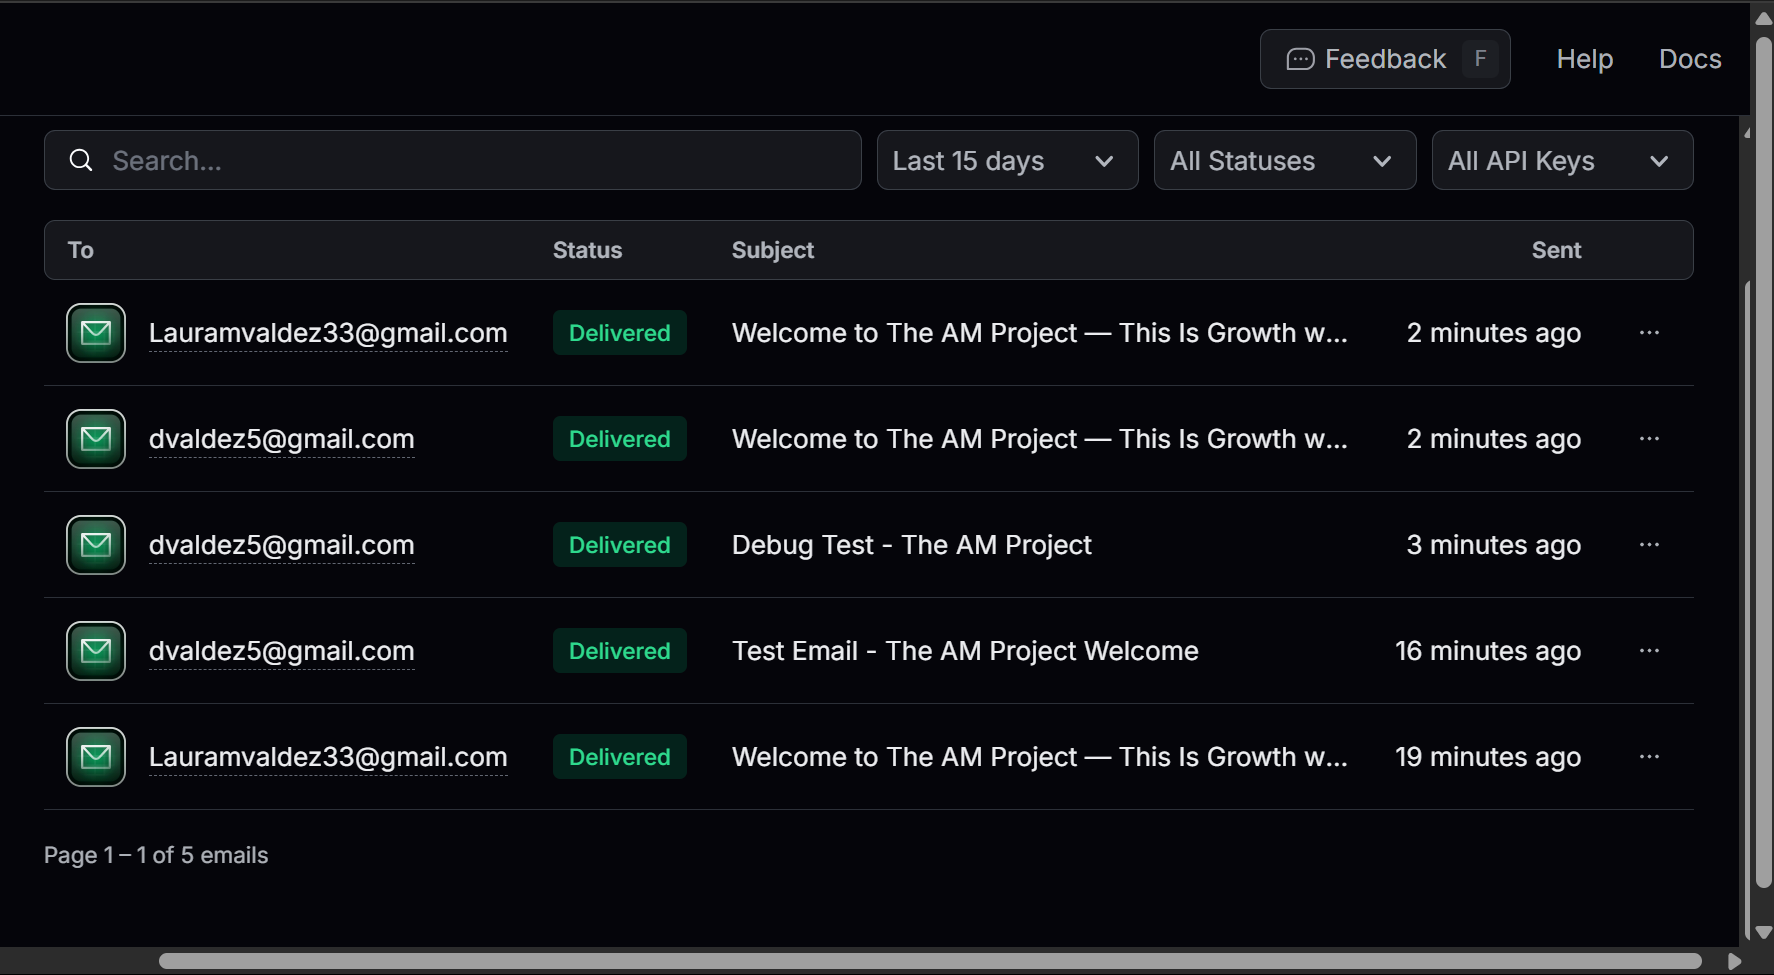 Feedback F Help Docs
Search... Last 15 days All Statuses All API Keys
To Status Subject Sent
Lauramvaldez33@gmail.com Delivered Welcome to The AM Project — This Is Growth w... 2 minutes ago
dvaldez5@gmail.com Delivered Welcome to The AM Project — This Is Growth w... 2 minutes ago
dvaldez5@gmail.com Delivered Debug Test - The AM Project 3 minutes ago
dvaldez5@gmail.com Delivered Test Email - The AM Project Welcome 16 minutes ago
Lauramvaldez33@gmail.com Delivered Welcome to The AM Project — This Is Growth w... 19 minutes ago
Page 1 – 1 of 5 emails